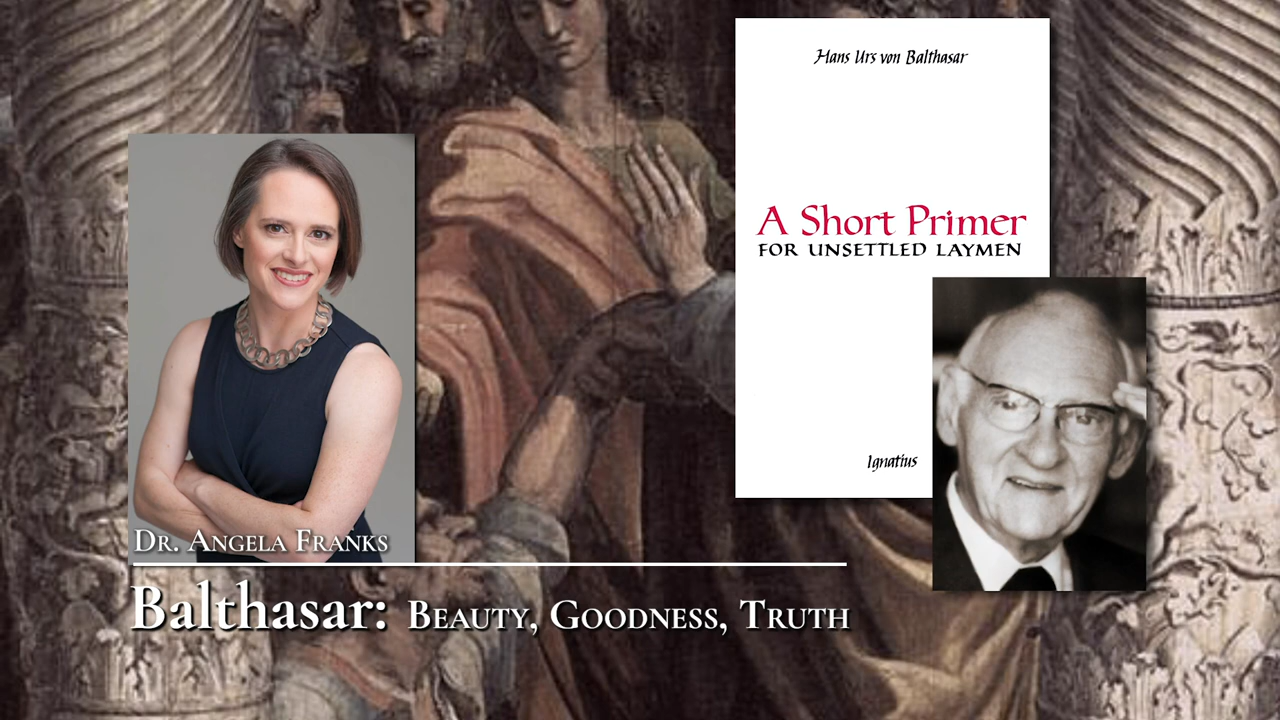 Hans Urs von Balthasar
A Short Primer
FOR UNSETTLED LAYMEN
Ignatius
Dr. Angela Franks
Balthasar: Beauty, Goodness, Truth